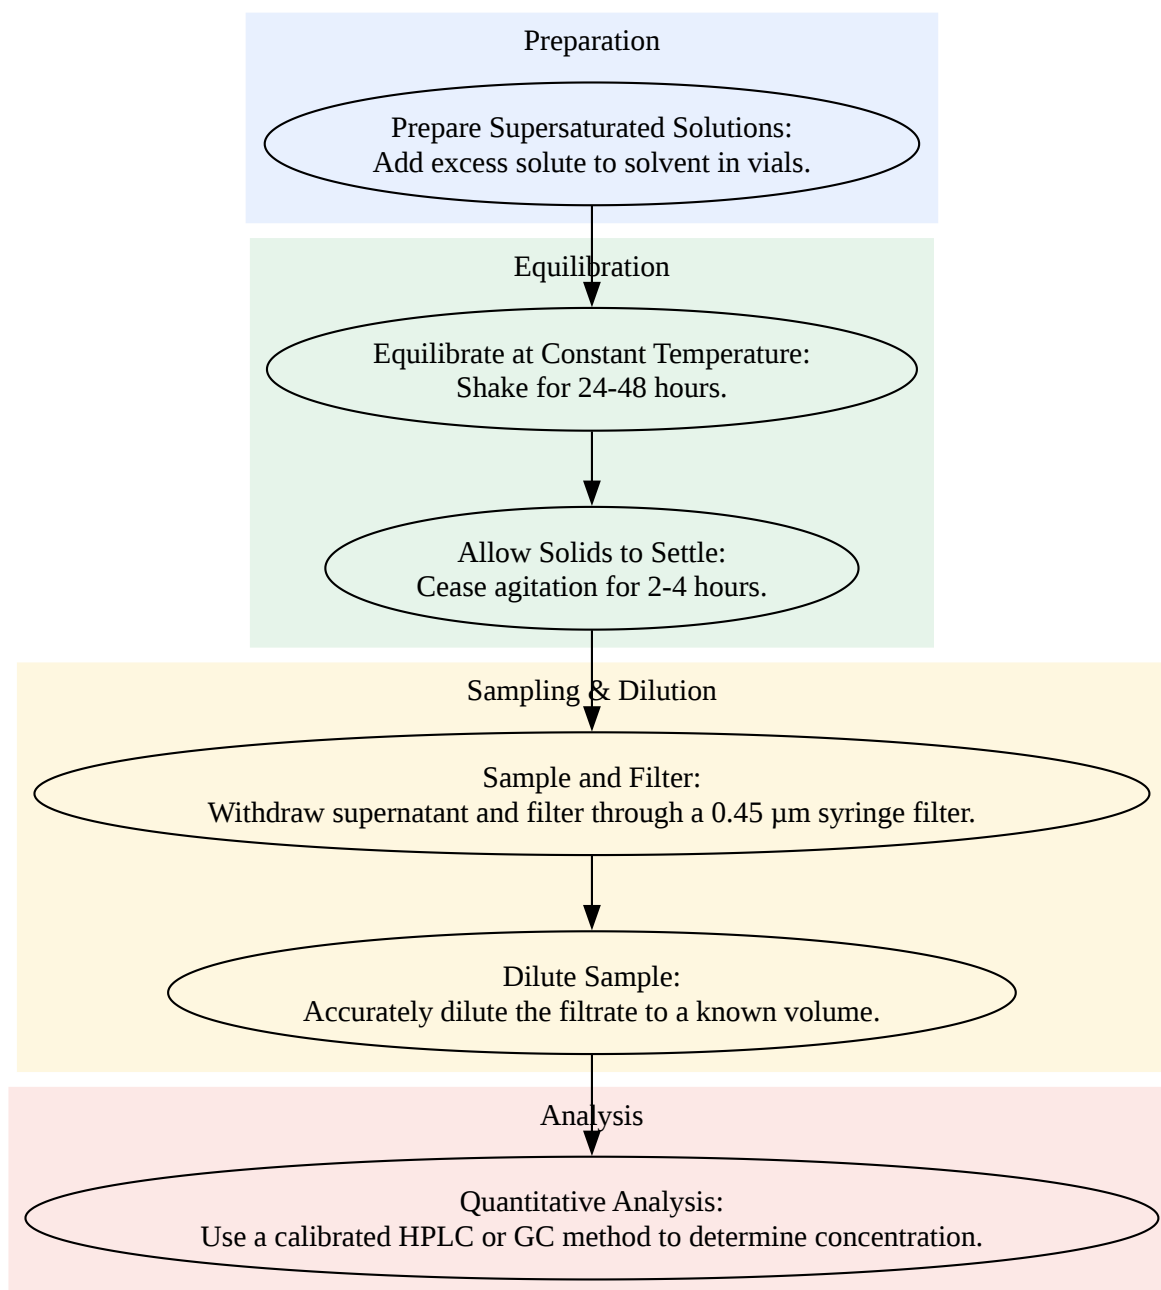 Preparation
Prepare Supersaturated Solutions:
Add excess solute to solvent in vials.
Equilibration
Equilibrate at Constant Temperature:
Shake for 24-48 hours.
Allow Solids to Settle:
Cease agitation for 2-4 hours.
Sampling & Dilution
Sample and Filter:
Withdraw supernatant and filter through a 0.45 µm syringe filter.
Dilute Sample:
Accurately dilute the filtrate to a known volume.
Analysis
Quantitative Analysis:
Use a calibrated HPLC or GC method to determine concentration.